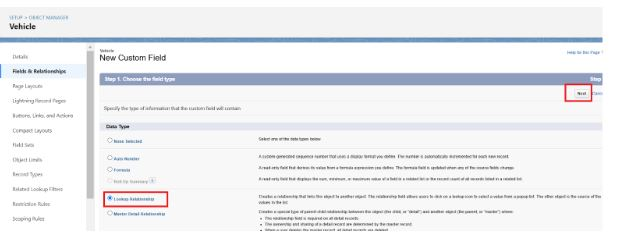 SETUP > OBJECT MANAGER
Vehicle
Details
Fields & Relationships
Page Layouts
Lightning Record Pages
Buttons, Links, and Actions
Compact Layouts
Field Sets
Object Limits
Record Types
Related Lookup Filters
Restriction Rules
Scoping Rules
Vehicle
New Custom Field
Help for this Page
Step 1. Choose the field type
Step
Next
Specify the type of information that the custom field will contain.
Data Type
None Selected
Select one of the data types below.
Auto Number
A system-generated sequence number that uses a display format you define. The number is automatically incremented for each new record.
Formula
A read-only field that derives its value from a formula expression you define. The formula field is updated when any of the source fields change.
Roll-Up Summary
A read-only field that displays the sum, minimum, or maximum value of a field in a related list or the record count of all records listed in a related list.
Lookup Relationship
Creates a relationship that links this object to another object. The relationship field allows users to click on a lookup icon to select a value from a popup list. The other object is the source of the
values in the list.
Master-Detail Relationship
Creates a special type of parent-child relationship between this object (the child, or "detail") and another object (the parent, or "master") where:
• The relationship field is required on all detail records.
• The ownership and sharing of a detail record are determined by the master record.
• When a user deletes the master record, all detail records are deleted.